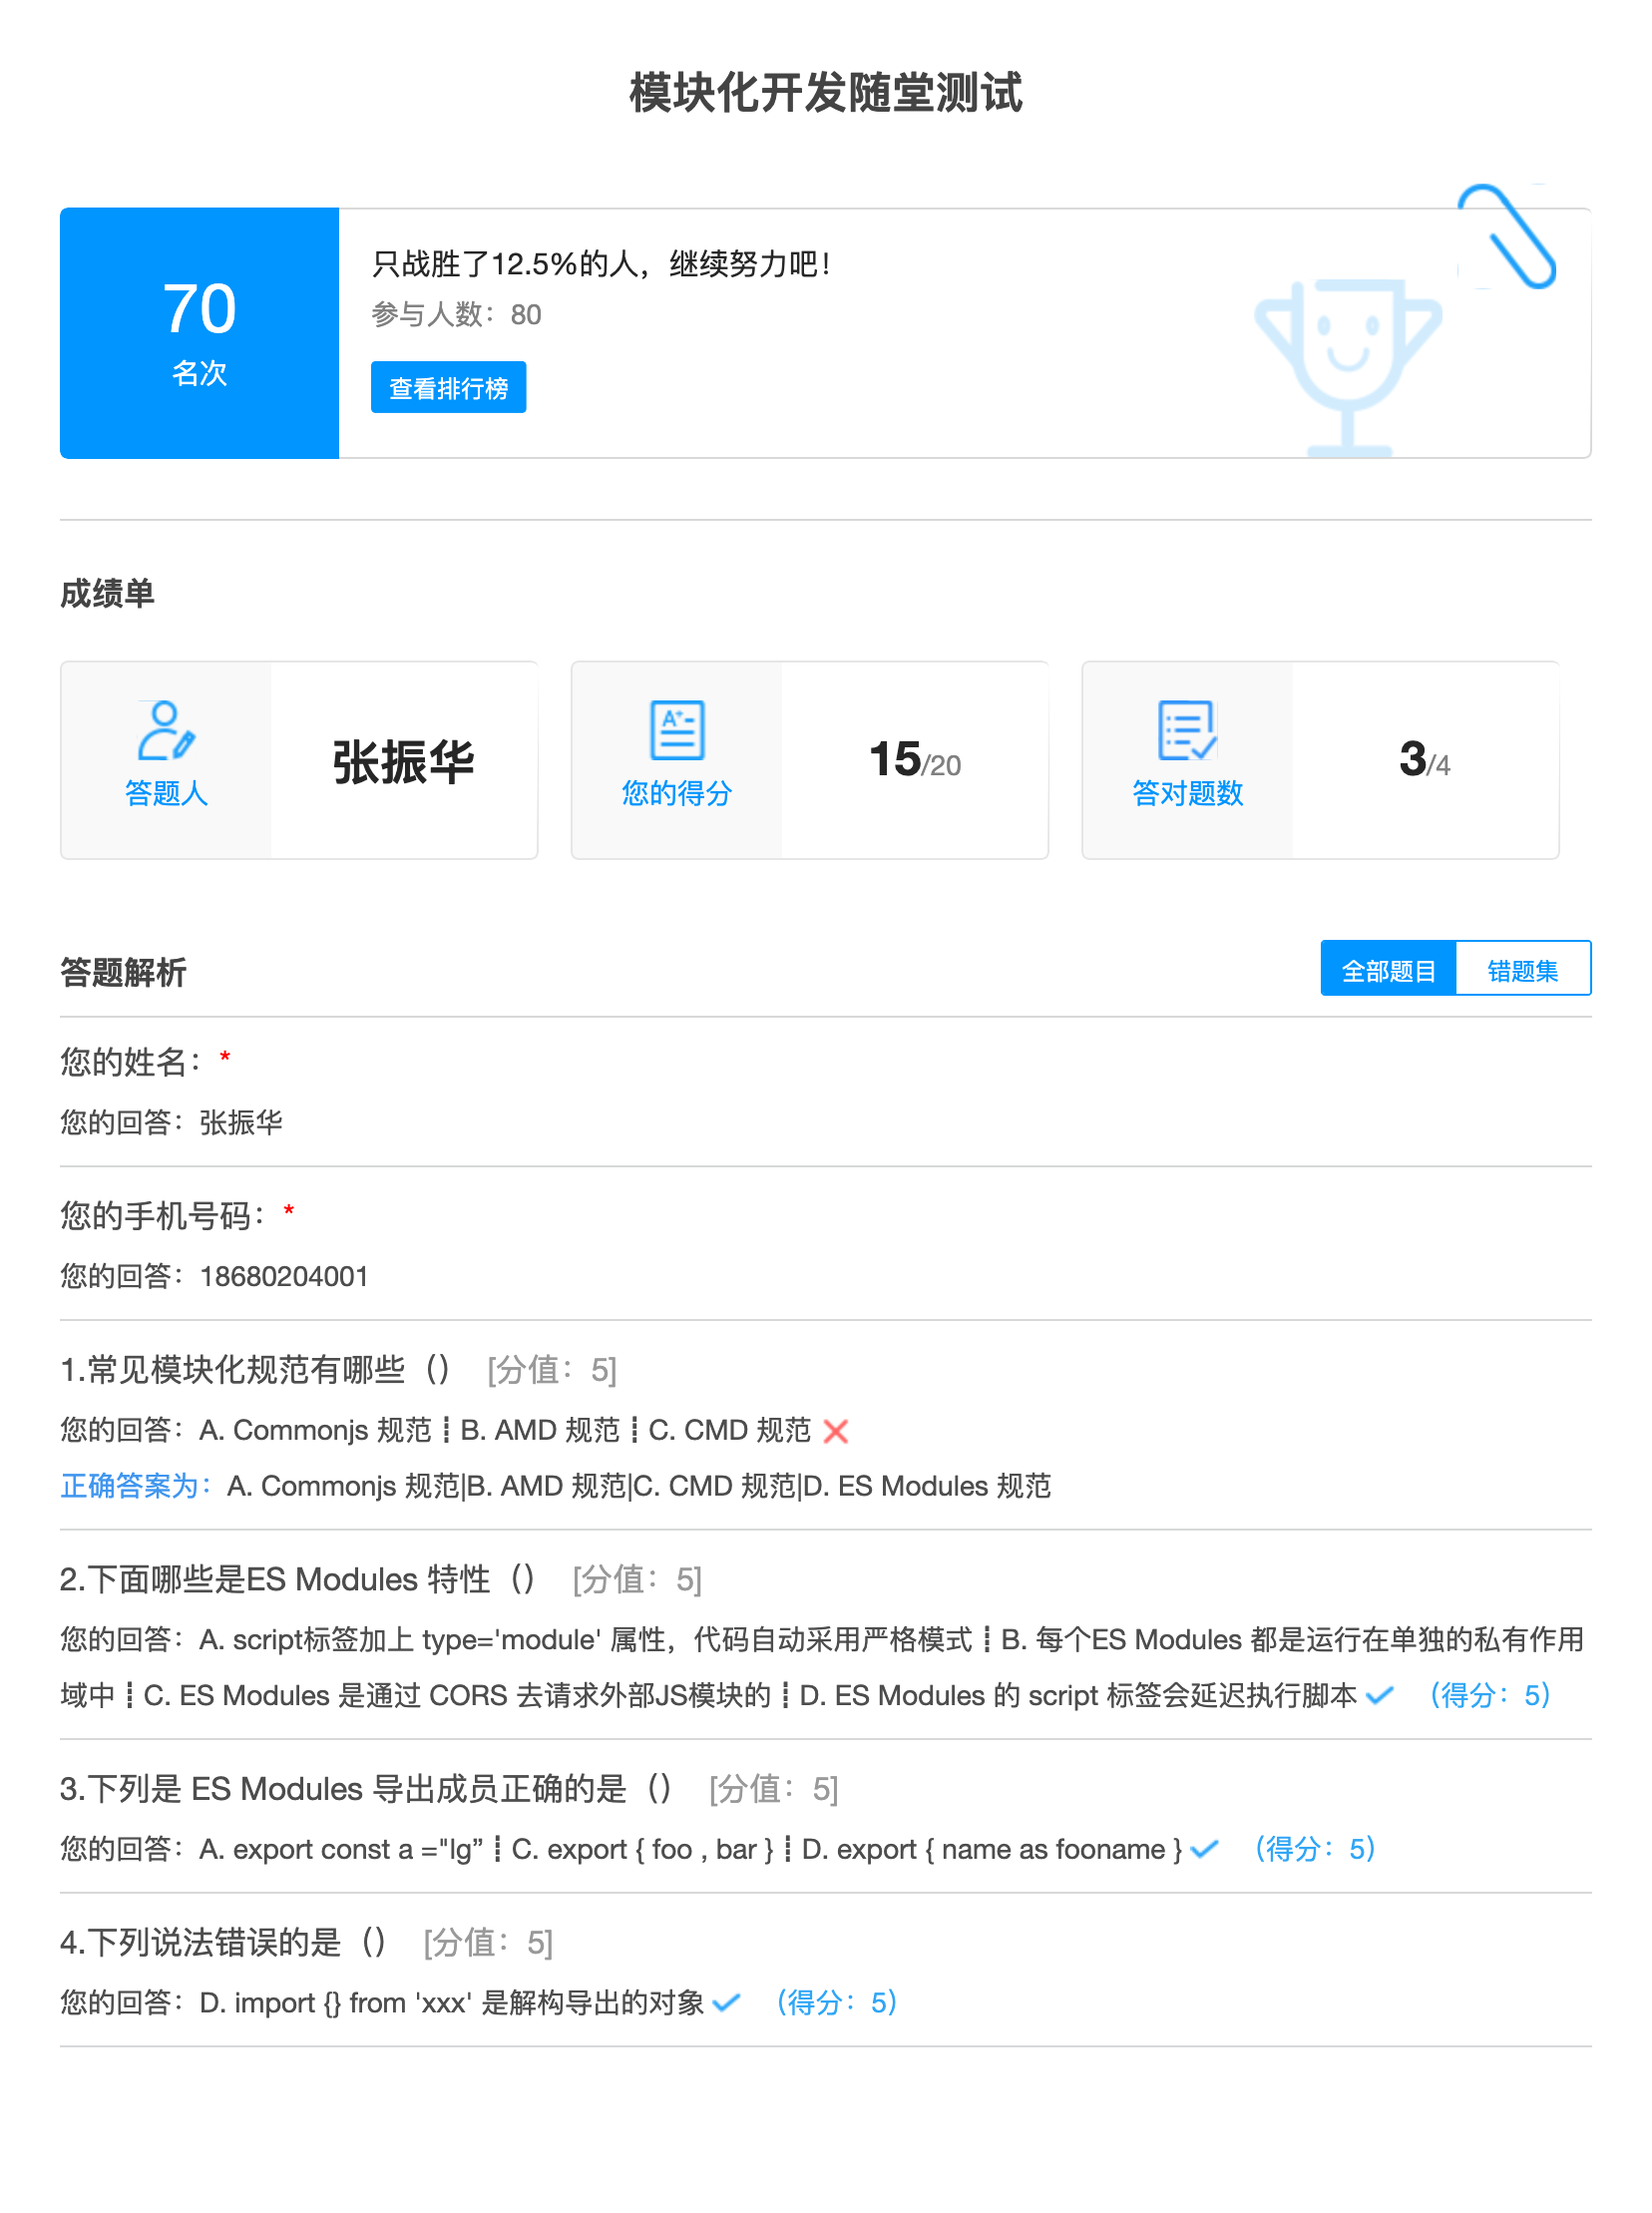 模块化开发随堂测试
70
名次
只战胜了12.5%的人，继续努力吧！
参与人数：80
查看排行榜
成绩单
答题人
张振华
您的得分
15/20
答对题数
3/4
答题解析
全部题目
错题集
您的姓名：*
您的回答：张振华
您的手机号码：*
您的回答：18680204001
1.常见模块化规范有哪些（） [分值：5]
您的回答：A. Commonjs 规范┋B. AMD 规范┋C. CMD 规范
正确答案为：A. Commonjs 规范|B. AMD 规范|C. CMD 规范|D. ES Modules 规范
2.下面哪些是ES Modules 特性（） [分值：5]
您的回答：A. script标签加上 type='module' 属性，代码自动采用严格模式┋B. 每个ES Modules 都是运行在单独的私有作用
域中┋C. ES Modules 是通过 CORS 去请求外部JS模块的┋D. ES Modules 的 script 标签会延迟执行脚本 （得分：5）
3.下列是 ES Modules 导出成员正确的是（） [分值：5]
您的回答：A. export const a ="lg”┋C. export { foo , bar }┋D. export { name as fooname } （得分：5）
4.下列说法错误的是（） [分值：5]
您的回答：D. import {} from 'xxx' 是解构导出的对象 （得分：5）